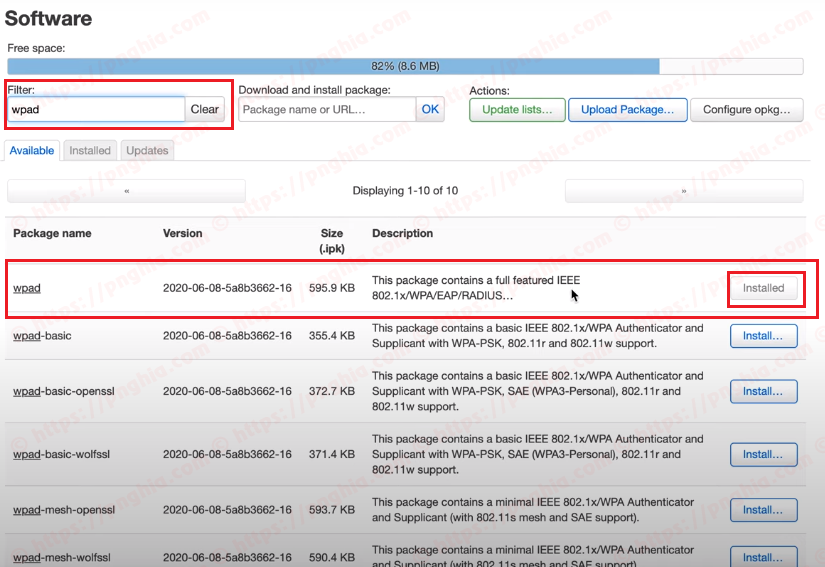 Software
Free space:
82% (8.6 MB)
Filter:
Download and install package:
Actions:
wpad
Clear
Package name or URL...
OK
Update lists...
Upload Package...
Configure opkg...
Available
Installed
Updates
«
Displaying 1-10 of 10
»
Package name
Version
Size
(.ipk)
Description
wpad
2020-06-08-5a8b3662-16
595.9 KB
This package contains a full featured IEEE
802.1x/WPA/EAP/RADIUS...
Installed
wpad-basic
2020-06-08-5a8b3662-16
355.4 KB
This package contains a basic IEEE 802.1x/WPA Authenticator and
Supplicant with WPA-PSK, 802.11r and 802.11w support.
Install...
wpad-basic-openssl
2020-06-08-5a8b3662-16
372.7 KB
This package contains a basic IEEE 802.1x/WPA Authenticator and
Supplicant with WPA-PSK, SAE (WPA3-Personal), 802.11r and
802.11w support.
Install...
wpad-basic-wolfssl
2020-06-08-5a8b3662-16
371.4 KB
This package contains a basic IEEE 802.1x/WPA Authenticator and
Supplicant with WPA-PSK, SAE (WPA3-Personal), 802.11r and
802.11w support.
Install...
wpad-mesh-openssl
2020-06-08-5a8b3662-16
593.7 KB
This package contains a minimal IEEE 802.1x/WPA Authenticator
and Supplicant (with 802.11s mesh and SAE support).
Install...
wpad-mesh-wolfssl
2020-06-08-5a8b3662-16
590.4 KB
This package contains a minimal IEEE 802.1x/WPA Authenticator
and Supplicant (with 802.11s mesh and SAE support).
Install...
© https://pnghia.com